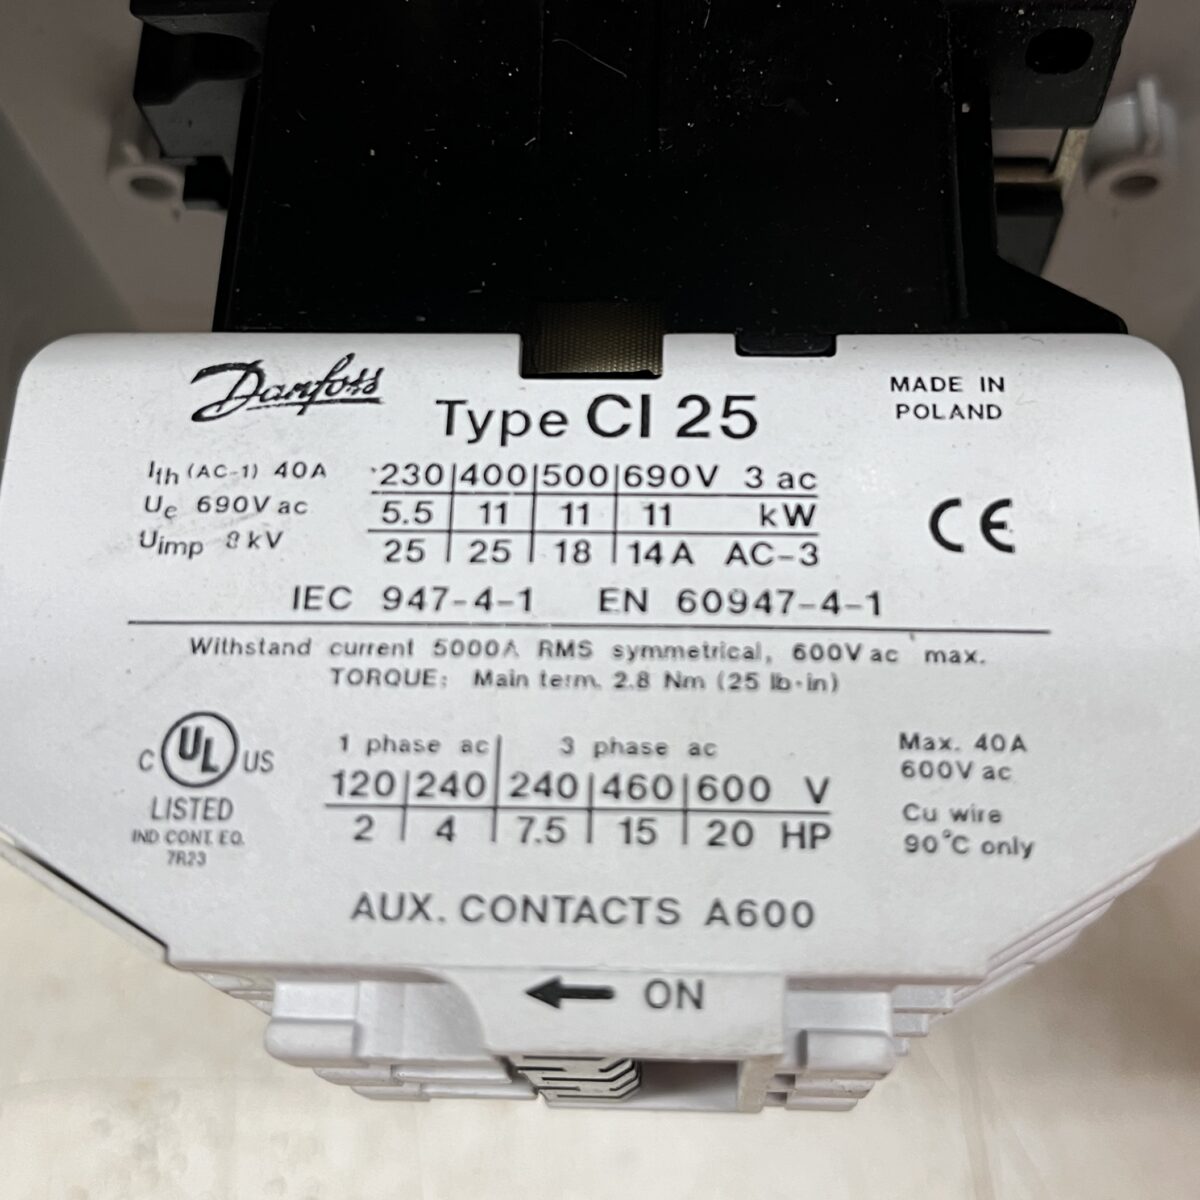 Danfoss
Type CI 25
MADE IN
POLAND
Ith (AC-1) 40A
Ue 690V ac
Uimp 8 kV
230 400 500 690V 3 ac
5.5 11 11 11 kW
25 25 18 14A AC-3
CE
IEC 947-4-1 EN 60947-4-1
Withstand current 5000A RMS symmetrical, 600V ac max.
TORQUE: Main term. 2.8 Nm (25 lb-in)
C UL US
LISTED
IND CONT. EQ.
7R23
1 phase ac 3 phase ac
120 240 240 460 600 V
2 4 7.5 15 20 HP
Max. 40A
600V ac
Cu wire
90°C only
AUX. CONTACTS A600
← ON